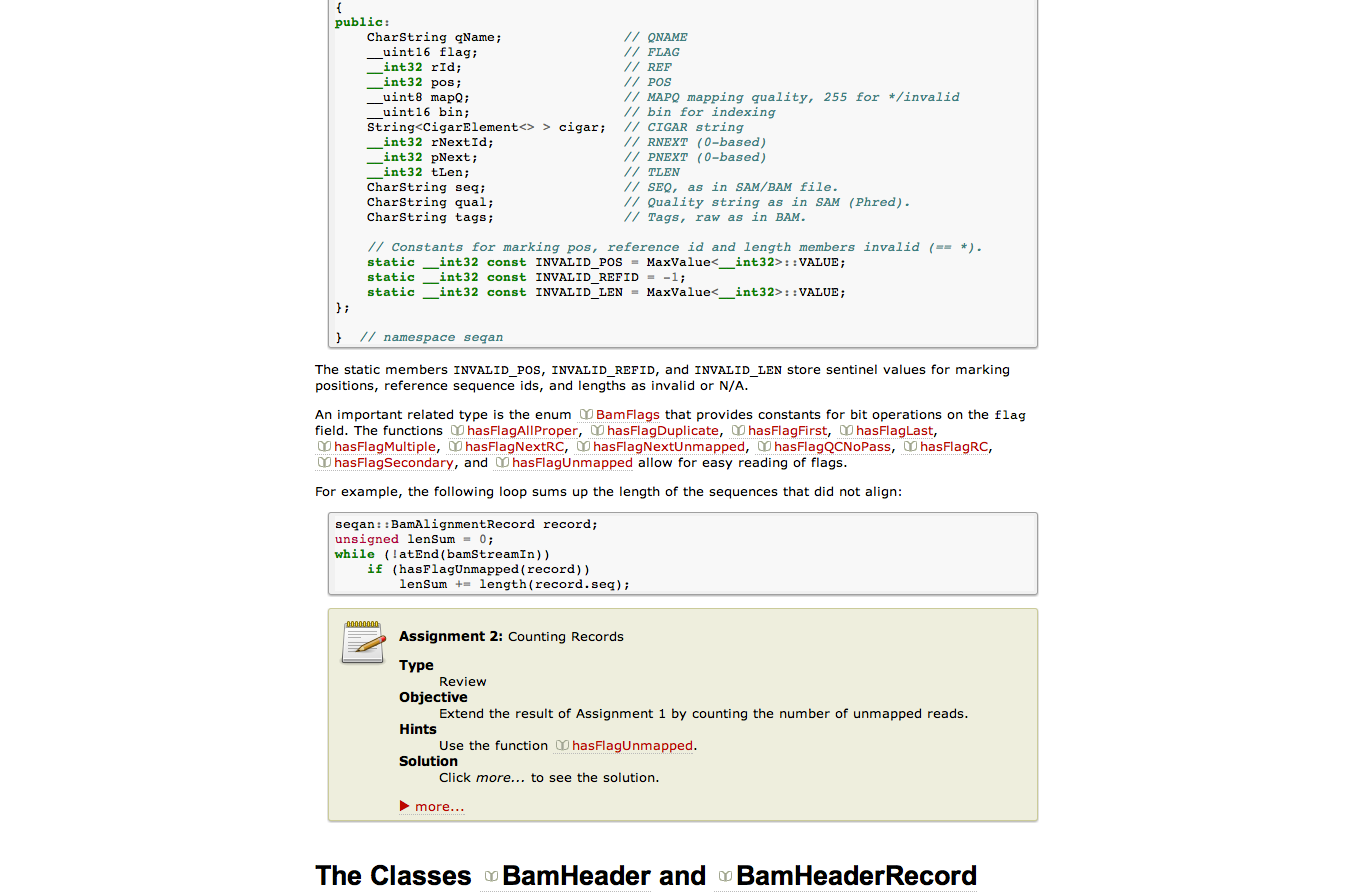 {
public:
    CharString qName;               // QNAME
    __uint16 flag;                  // FLAG
    __int32 rId;                    // REF
    __int32 pos;                    // POS
    __uint8 mapQ;                   // MAPQ mapping quality, 255 for */invalid
    __uint16 bin;                   // bin for indexing
    String<CigarElement<> > cigar;  // CIGAR string
    __int32 rNextId;                // RNEXT (0-based)
    __int32 pNext;                  // PNEXT (0-based)
    __int32 tLen;                   // TLEN
    CharString seq;                 // SEQ, as in SAM/BAM file.
    CharString qual;                // Quality string as in SAM (Phred).
    CharString tags;                // Tags, raw as in BAM.
    // Constants for marking pos, reference id and length members invalid (== *).
    static __int32 const INVALID_POS = MaxValue<__int32>::VALUE;
    static __int32 const INVALID_REFID = -1;
    static __int32 const INVALID_LEN = MaxValue<__int32>::VALUE;
};
}  // namespace seqan
The static members INVALID_POS, INVALID_REFID, and INVALID_LEN store sentinel values for marking
positions, reference sequence ids, and lengths as invalid or N/A.
An important related type is the enum BamFlags that provides constants for bit operations on the flag
field. The functions hasFlagAllProper, hasFlagDuplicate, hasFlagFirst, hasFlagLast,
hasFlagMultiple, hasFlagNextRC, hasFlagNextUnmapped, hasFlagQCNoPass, hasFlagRC,
hasFlagSecondary, and hasFlagUnmapped allow for easy reading of flags.
For example, the following loop sums up the length of the sequences that did not align:
seqan::BamAlignmentRecord record;
unsigned lenSum = 0;
while (!atEnd(bamStreamIn))
    if (hasFlagUnmapped(record))
        lenSum += length(record.seq);
Assignment 2: Counting Records
Type
Review
Objective
Extend the result of Assignment 1 by counting the number of unmapped reads.
Hints
Use the function hasFlagUnmapped.
Solution
Click more... to see the solution.
▶ more...
The Classes BamHeader and BamHeaderRecord